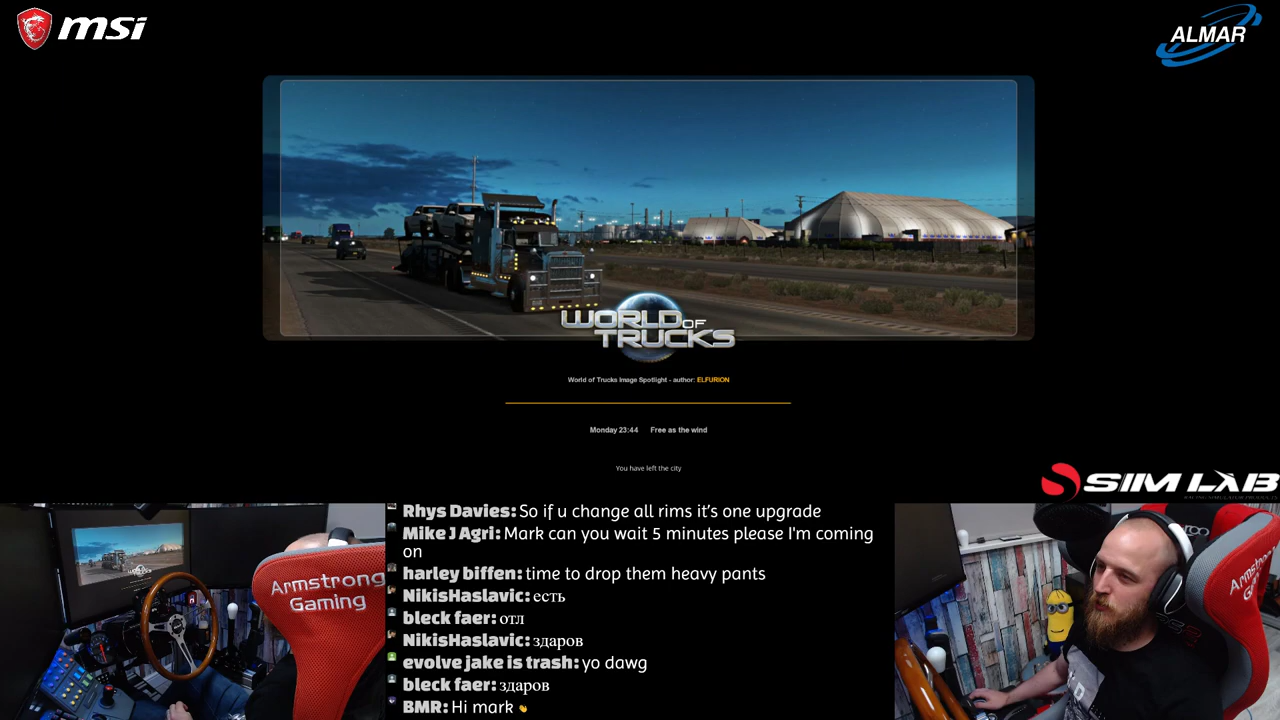 msi
ALMAR
WORLD OF
TRUCKS
World of Trucks Image Spotlight - author: ELFURION
Monday 23:44 Free as the wind
You have left the city
SIM LAB
Rhys Davies: So if u change all rims it's one upgrade
Mike J Agri: Mark can you wait 5 minutes please I'm coming
on
harley biffen: time to drop them heavy pants
NikisHaslavic: есть
bleck faer: отл
NikisHaslavic: здаров
evolve jake is trash: yo dawg
bleck faer: здаров
BMR: Hi mark
Armstrong
Gaming